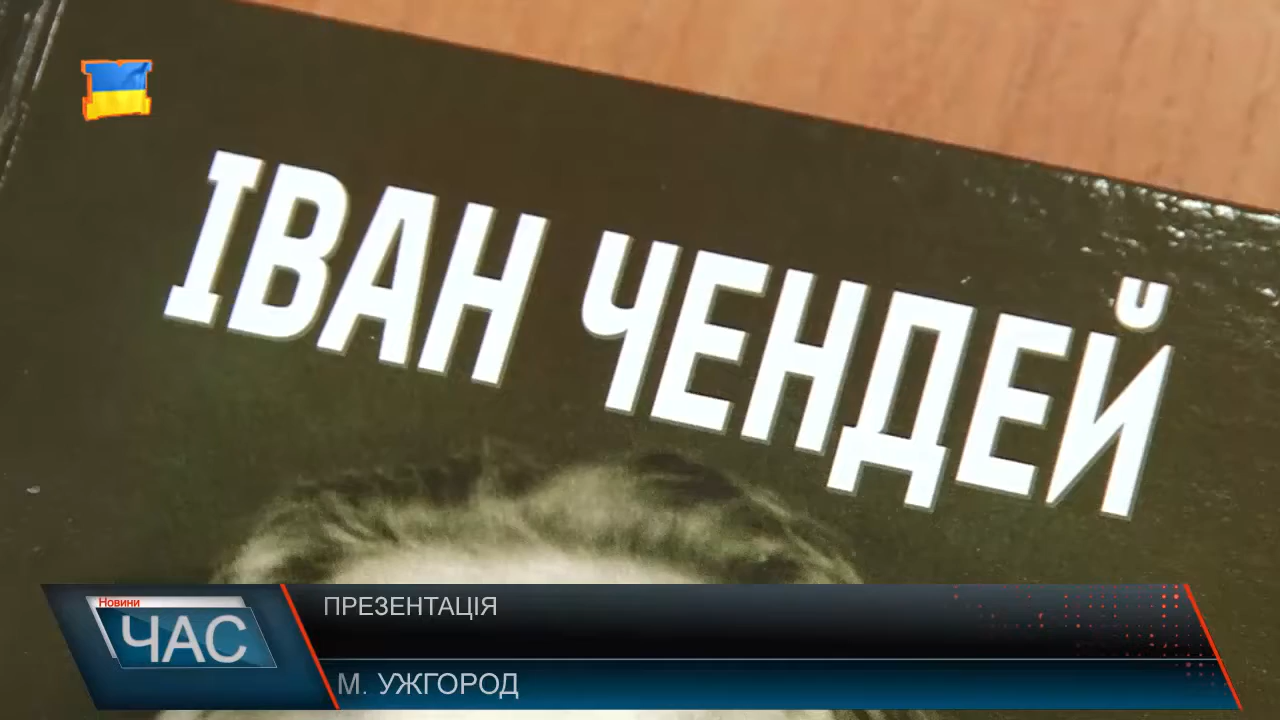 ІВАН ЧЕНДЕЙ
ПРЕЗЕНТАЦІЯ
Новини
ЧАС
М. УЖГОРОД